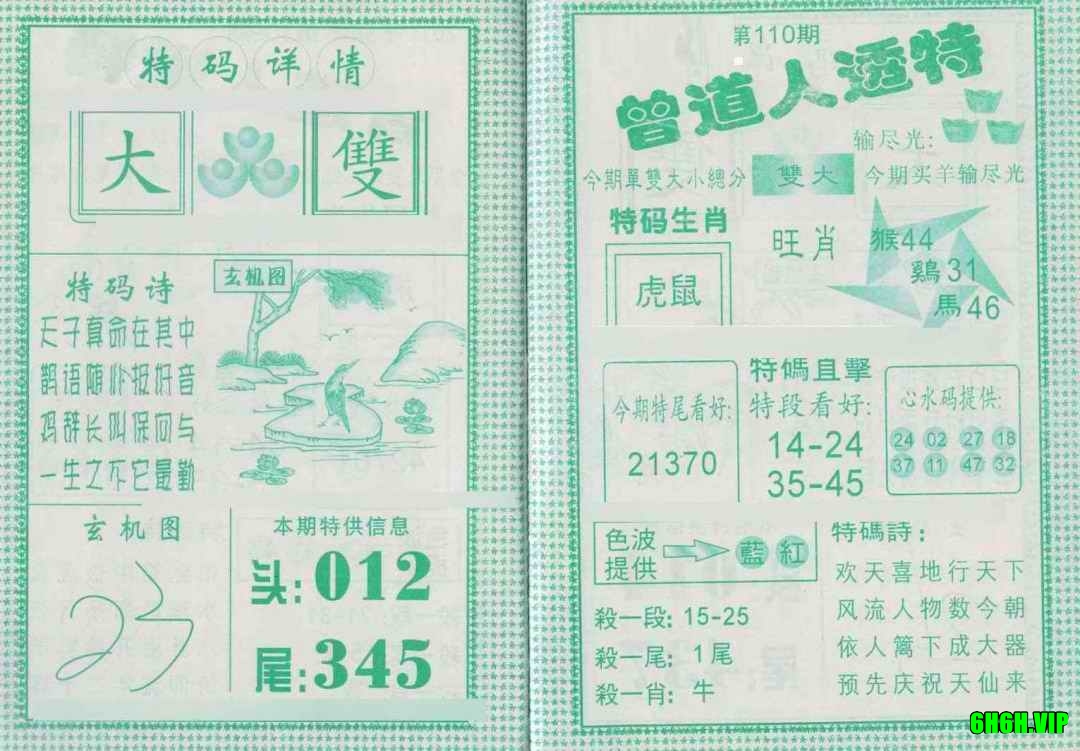 特码详情
大 雙
特码诗
玄机图
天子算命在其中
鹊语随作报好音
鸡辞长叫保回与
一生之不它最勤
玄机图
本期特供信息
头:012
尾:345
第110期
曾道人透特
输尽光:
今期买羊输尽光
今期單雙大小總分 雙大
特码生肖
虎鼠
旺肖
猴44
鷄31
馬46
今期特尾看好:
21370
特碼直擊
特段看好:
14-24
35-45
心水码提供:
24 02 27 18
37 11 47 32
色波提供
藍 紅
殺一段: 15-25
殺一尾: 1尾
殺一肖: 牛
特碼詩:
欢天喜地行天下
风流人物数今朝
依人篱下成大器
预先庆祝天仙来
6H6H.VIP